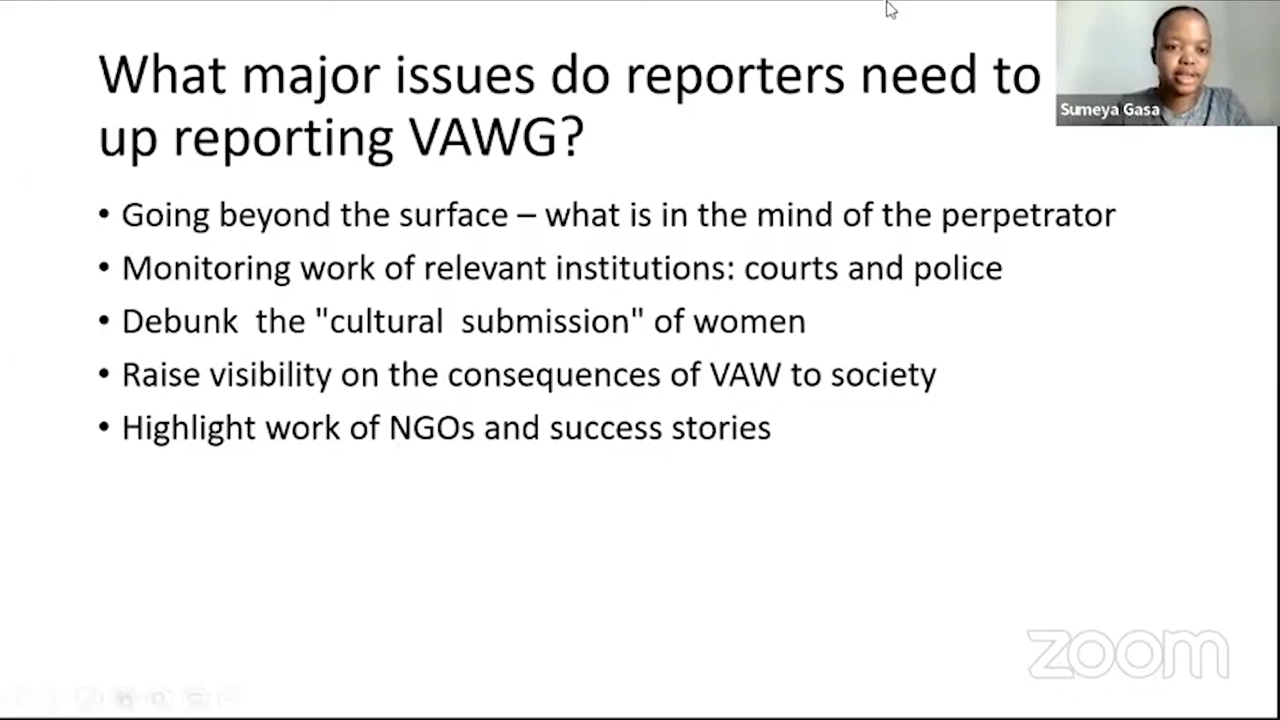 What major issues do reporters need to
up reporting VAWG?
• Going beyond the surface – what is in the mind of the perpetrator
• Monitoring work of relevant institutions: courts and police
• Debunk  the "cultural  submission" of women
• Raise visibility on the consequences of VAW to society
• Highlight work of NGOs and success stories
Sumeya Gasa
zoom